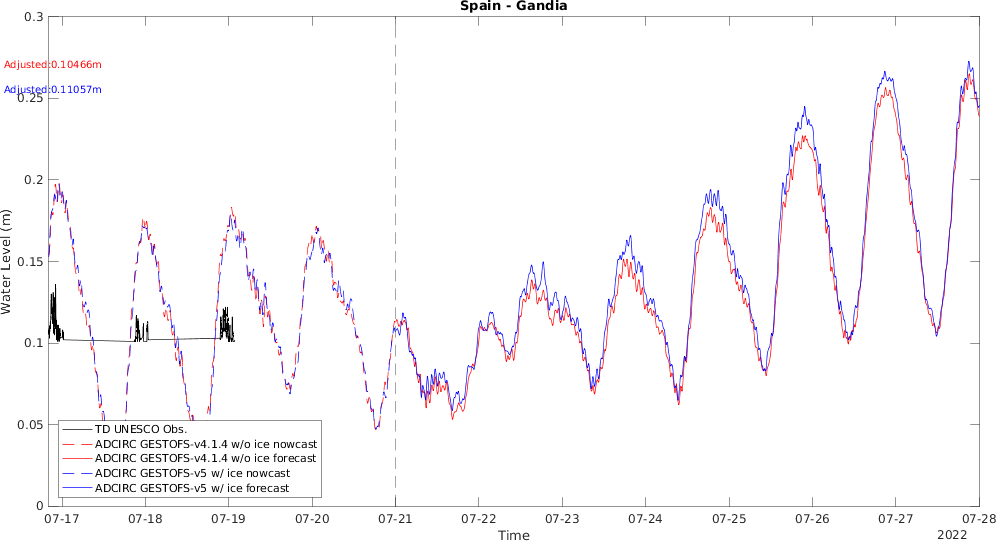 Spain - Gandia
0.3
Adjusted:0.10466m
Adjusted:0.11057m
0.25
0.2
Water Level (m)
0.15
0.1
0.05
0
TD UNESCO Obs.
ADCIRC GESTOFS-v4.1.4 w/o ice nowcast
ADCIRC GESTOFS-v4.1.4 w/o ice forecast
ADCIRC GESTOFS-v5 w/ ice nowcast
ADCIRC GESTOFS-v5 w/ ice forecast
07-17 07-18 07-19 07-20 07-21 07-22 07-23 07-24 07-25 07-26 07-27 07-28
Time
2022